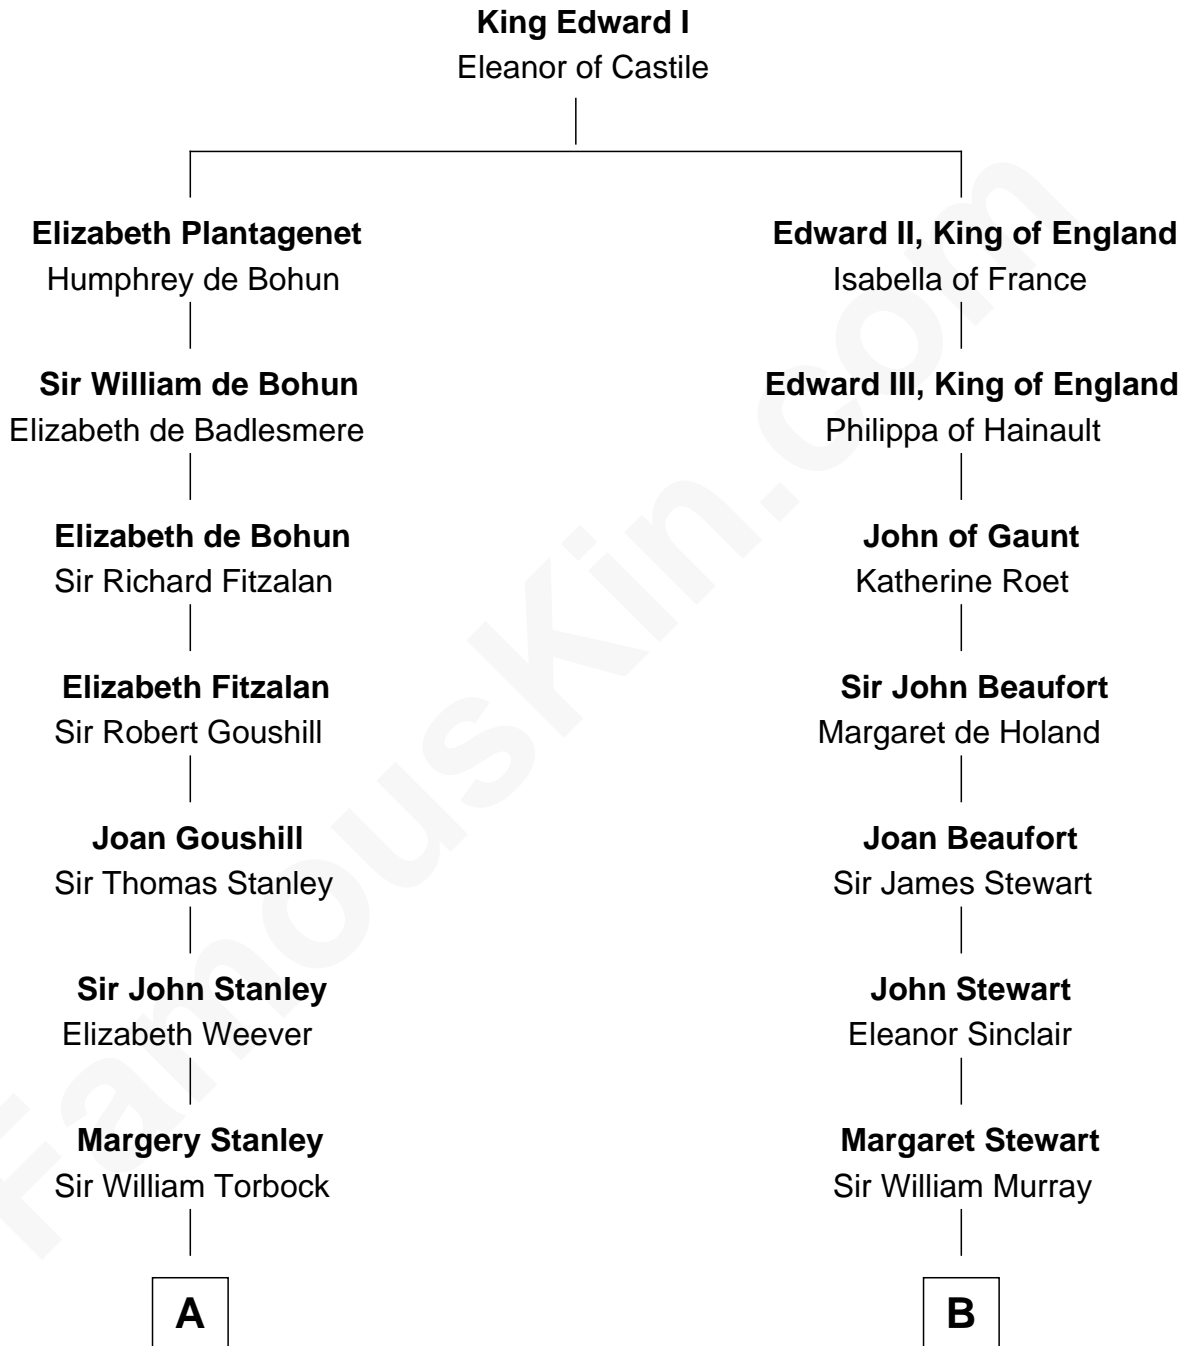 King Edward I
Eleanor of Castile
Elizabeth Plantagenet
Humphrey de Bohun
Edward II, King of England
Isabella of France
Sir William de Bohun
Elizabeth de Badlesmere
Edward III, King of England
Philippa of Hainault
Elizabeth de Bohun
Sir Richard Fitzalan
John of Gaunt
Katherine Roet
Elizabeth Fitzalan
Sir Robert Goushill
Sir John Beaufort
Margaret de Holand
Joan Goushill
Sir Thomas Stanley
Joan Beaufort
Sir James Stewart
Sir John Stanley
Elizabeth Weever
John Stewart
Eleanor Sinclair
Margery Stanley
Sir William Torbock
Margaret Stewart
Sir William Murray
A
B
FamousKin.com